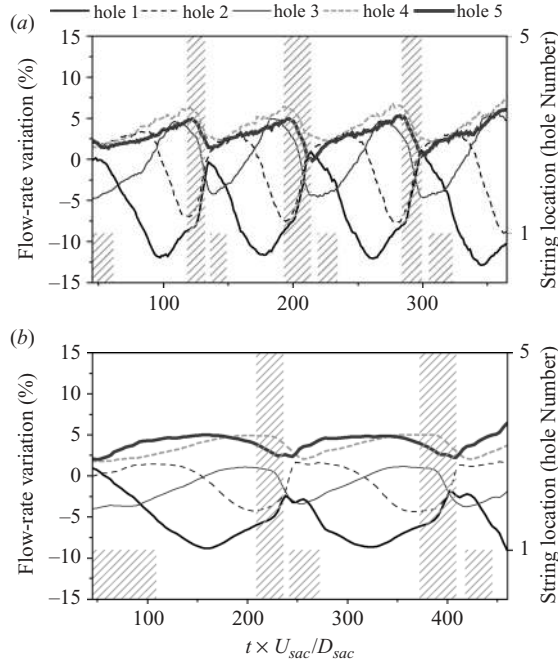 hole 1 hole 2 hole 3 hole 4 hole 5
(a)
15
10
5
0
−5
−10
−15
Flow-rate variation (%)
5
1
String location (hole Number)
100 200 300
(b)
15
10
5
0
−5
−10
−15
Flow-rate variation (%)
5
1
String location (hole Number)
100 200 300 400
t × U_sac/D_sac